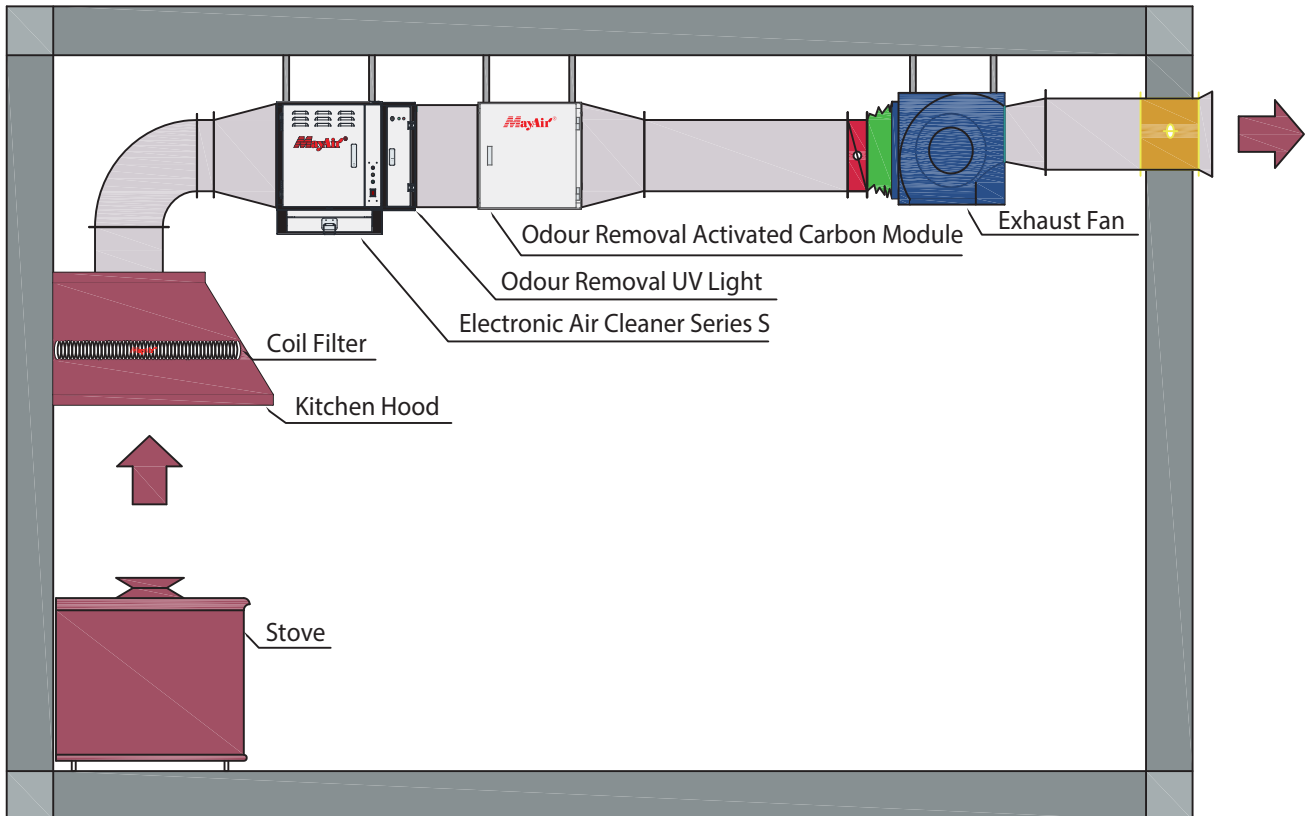 MayAir®
MayAir®
Odour Removal Activated Carbon Module
Exhaust Fan
Odour Removal UV Light
Electronic Air Cleaner Series S
Coil Filter
Kitchen Hood
Stove